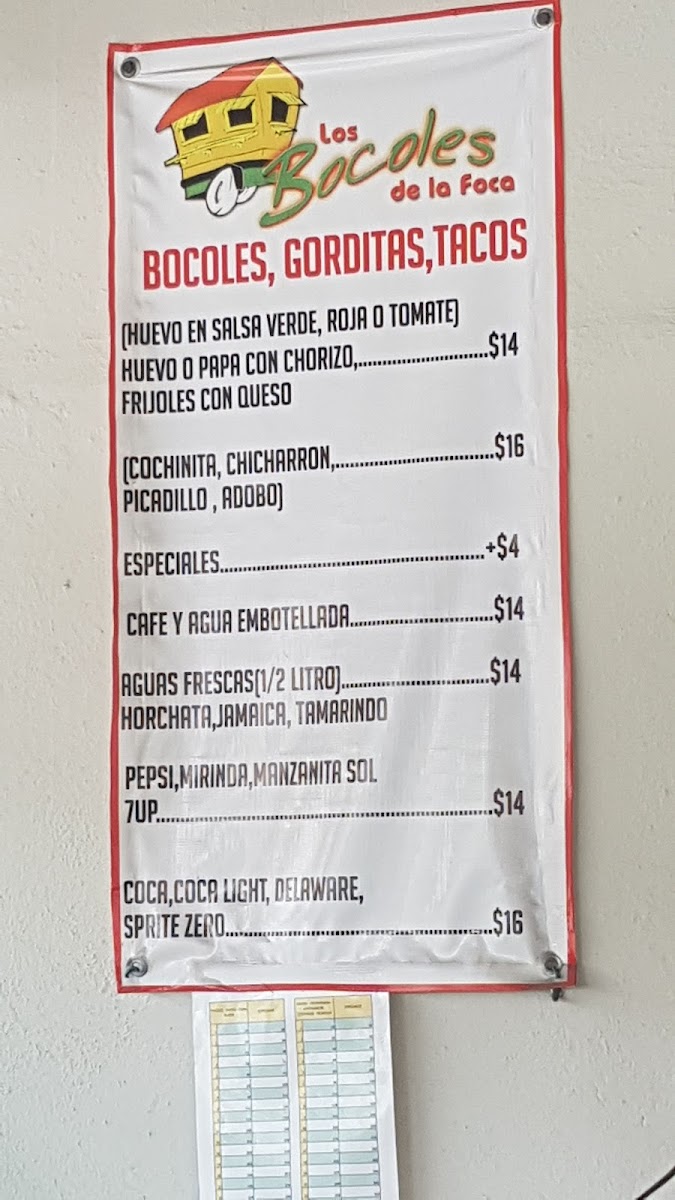 Los
Bocoles
de la Foca
BOCOLES, GORDITAS,TACOS
(HUEVO EN SALSA VERDE, ROJA O TOMATE)
HUEVO O PAPA CON CHORIZO,..........................$14
FRIJOLES CON QUESO
(COCHINITA, CHICHARRON,................................$16
PICADILLO , ADOBO)
ESPECIALES......................................................+$4
CAFE Y AGUA EMBOTELLADA.............................$14
AGUAS FRESCAS(1/2 LITRO)..............................$14
HORCHATA,JAMAICA, TAMARINDO
PEPSI,MIRINDA,MANZANITA SOL
7UP...................................................................$14
COCA,COCA LIGHT, DELAWARE,
SPRITE ZERO......................................................$16